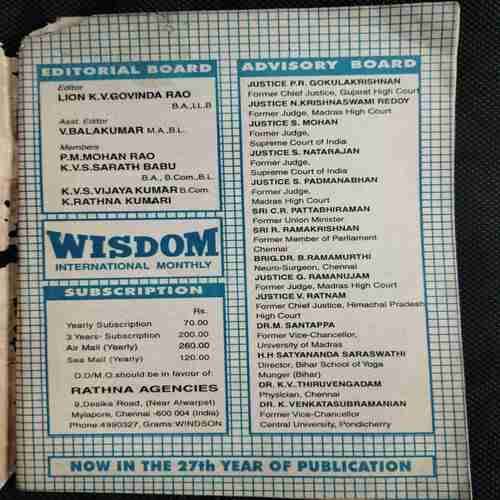 EDITORIAL BOARD
Editor
LION K.V.GOVINDA RAO
B.A.,LL.B
Asst. Editor
V.BALAKUMAR M.A.,B.L.
Members
P.M.MOHAN RAO
K.V.S.SARATH BABU
B.A., B.Com.,B.L.
K.V.S.VIJAYA KUMAR B.Com.
K.RATHNA KUMARI
WISDOM
INTERNATIONAL MONTHLY
SUBSCRIPTION
Rs.
Yearly Subscription 70.00
3 Years- Subscription 200.00
Air Mail (Yearly) 260.00
Sea Mail (Yearly) 120.00
D.D/M.O.should be in favour of:
RATHNA AGENCIES
9,Desika Road, (Near Alwarpet)
Mylapore, Chennai -600 004 (India)
Phone:4990327, Grams:WINDSON
ADVISORY BOARD
JUSTICE P.R. GOKULAKRISHNAN
Former Chief Justice, Gujarat High Court
JUSTICE N.KRISHNASWAMI REDDY
Former Judge, Madras High Court
JUSTICE S. MOHAN
Former Judge,
Supreme Court of India
JUSTICE S. NATARAJAN
Former Judge,
Supreme Court of India
JUSTICE S. PADMANABHAN
Former Judge,
Madras High Court
SRI C.R. PATTABHIRAMAN
Former Union Minister
SRI R. RAMAKRISHNAN
Former Member of Parliament
Chennai
BRIG.DR B.RAMAMURTHI
Neuro-Surgeon, Chennai
JUSTICE G. RAMANUJAM
Former Judge, Madras High Court
JUSTICE V. RATNAM
Former Chief Justice, Himachal Pradesh
High Court
DR.M. SANTAPPA
Former Vice-Chancellor,
University of Madras
H.H SATYANANDA SARASWATHI
Director, Bihar School of Yoga
Munger (Bihar)
DR. K.V.THIRUVENGADAM
Physician, Chennai
DR. K.VENKATASUBRAMANIAN
Former Vice-Chancellor
Central University, Pondicherry
NOW IN THE 27th YEAR OF PUBLICATION